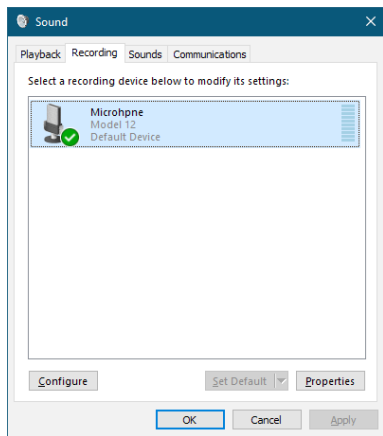 Sound
Playback Recording Sounds Communications
Select a recording device below to modify its settings:
Microhpne
Model 12
Default Device
Configure Set Default Properties
OK Cancel Apply